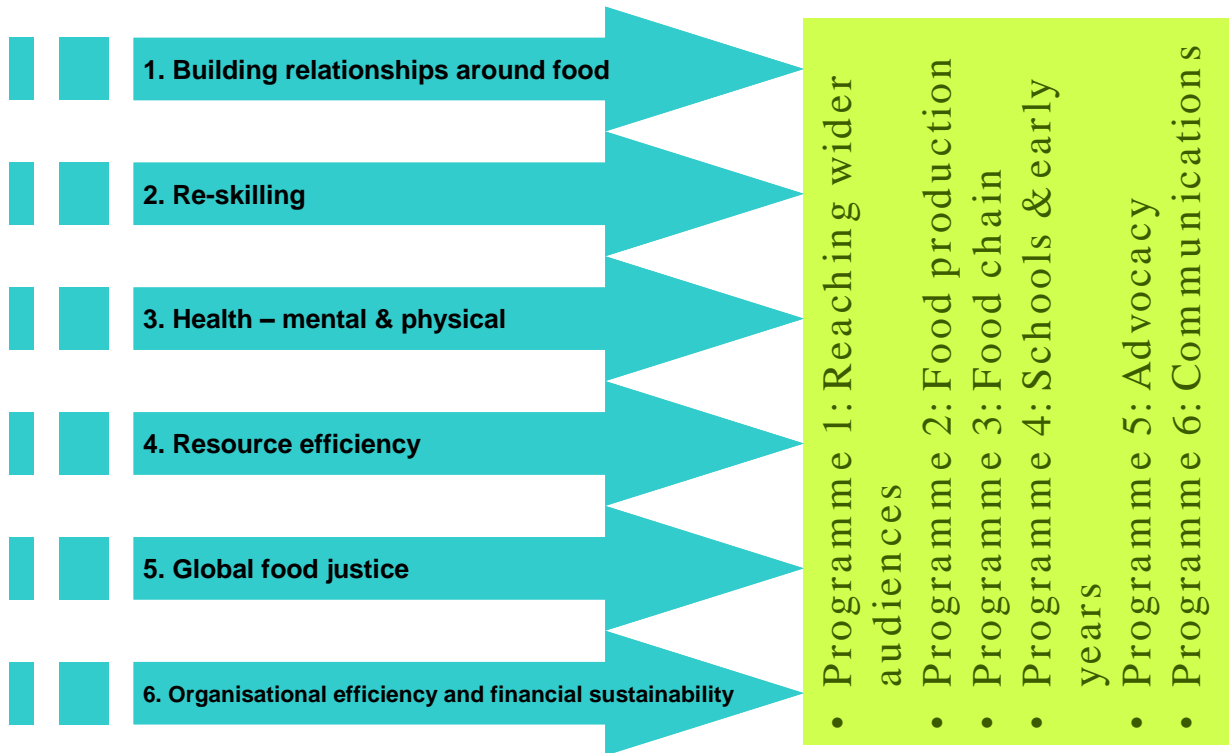 1. Building relationships around food
2. Re-skilling
3. Health – mental & physical
4. Resource efficiency
5. Global food justice
6. Organisational efficiency and financial sustainability
• Programme 1: Reaching wider
audiences
• Programme 2: Food production
• Programme 3: Food chain
• Programme 4: Schools & early
years
• Programme 5: Advocacy
• Programme 6: Communications